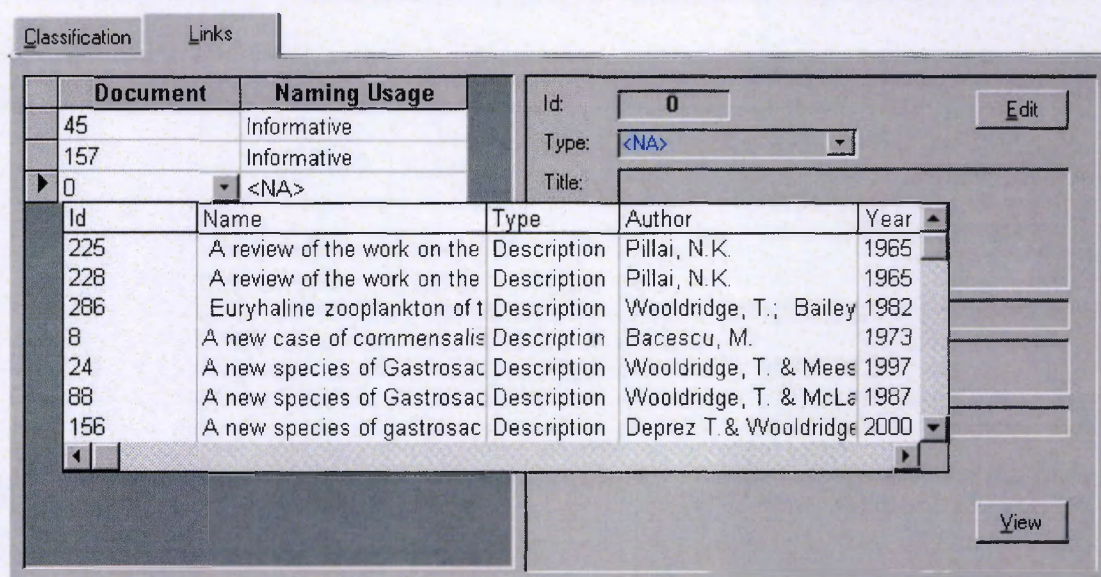 Classification Links
Document Naming Usage
45 Informative
157 Informative
0 <NA>
Id Name Type Author Year
225 A review of the work on the Description Pillai, N.K. 1965
228 A review of the work on the Description Pillai, N.K. 1965
286 Euryhaline zooplankton of t Description Wooldridge, T.; Bailey 1982
8 A new case of commensalis Description Bacescu, M. 1973
24 A new species of Gastrosac Description Wooldridge, T. & Mees 1997
88 A new species of Gastrosac Description Wooldridge, T. & McLa 1987
156 A new species of gastrosac Description Deprez T.& Wooldridge 2000
Id: 0
Edit
Type: <NA>
Title:
View